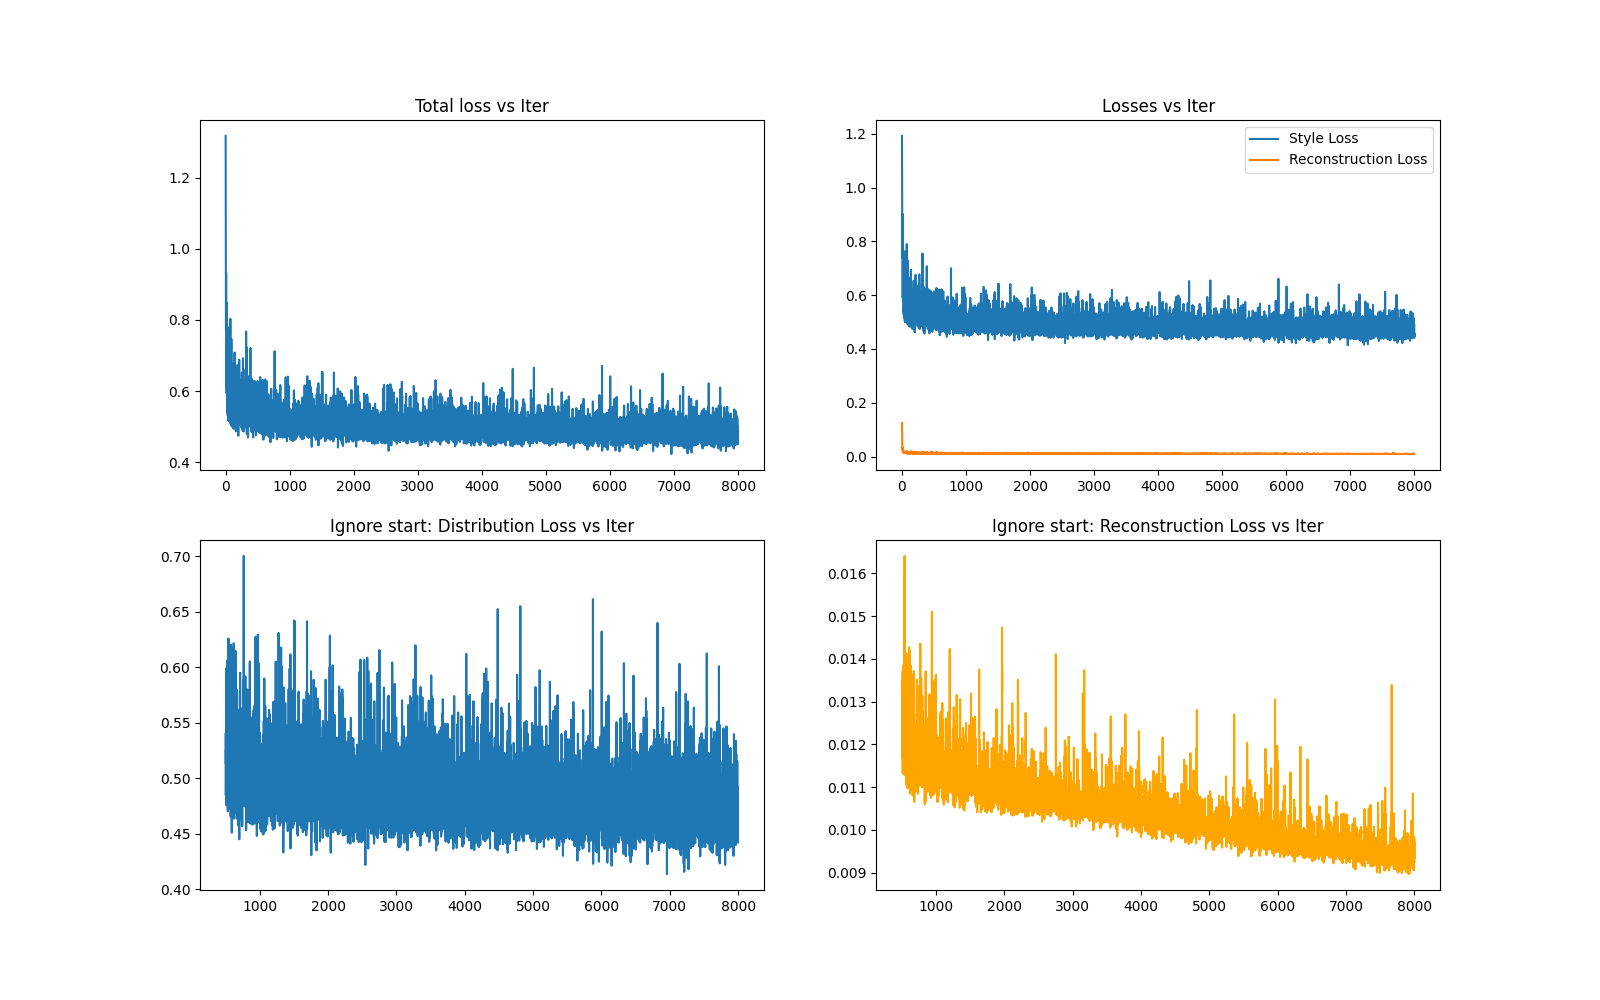 Total loss vs Iter
1.2
1.0
0.8
0.6
0.4
0 1000 2000 3000 4000 5000 6000 7000 8000
Losses vs Iter
Style Loss
Reconstruction Loss
1.2
1.0
0.8
0.6
0.4
0.2
0.0
0 1000 2000 3000 4000 5000 6000 7000 8000
Ignore start: Distribution Loss vs Iter
0.70
0.65
0.60
0.55
0.50
0.45
0.40
1000 2000 3000 4000 5000 6000 7000 8000
Ignore start: Reconstruction Loss vs Iter
0.016
0.015
0.014
0.013
0.012
0.011
0.010
0.009
1000 2000 3000 4000 5000 6000 7000 8000